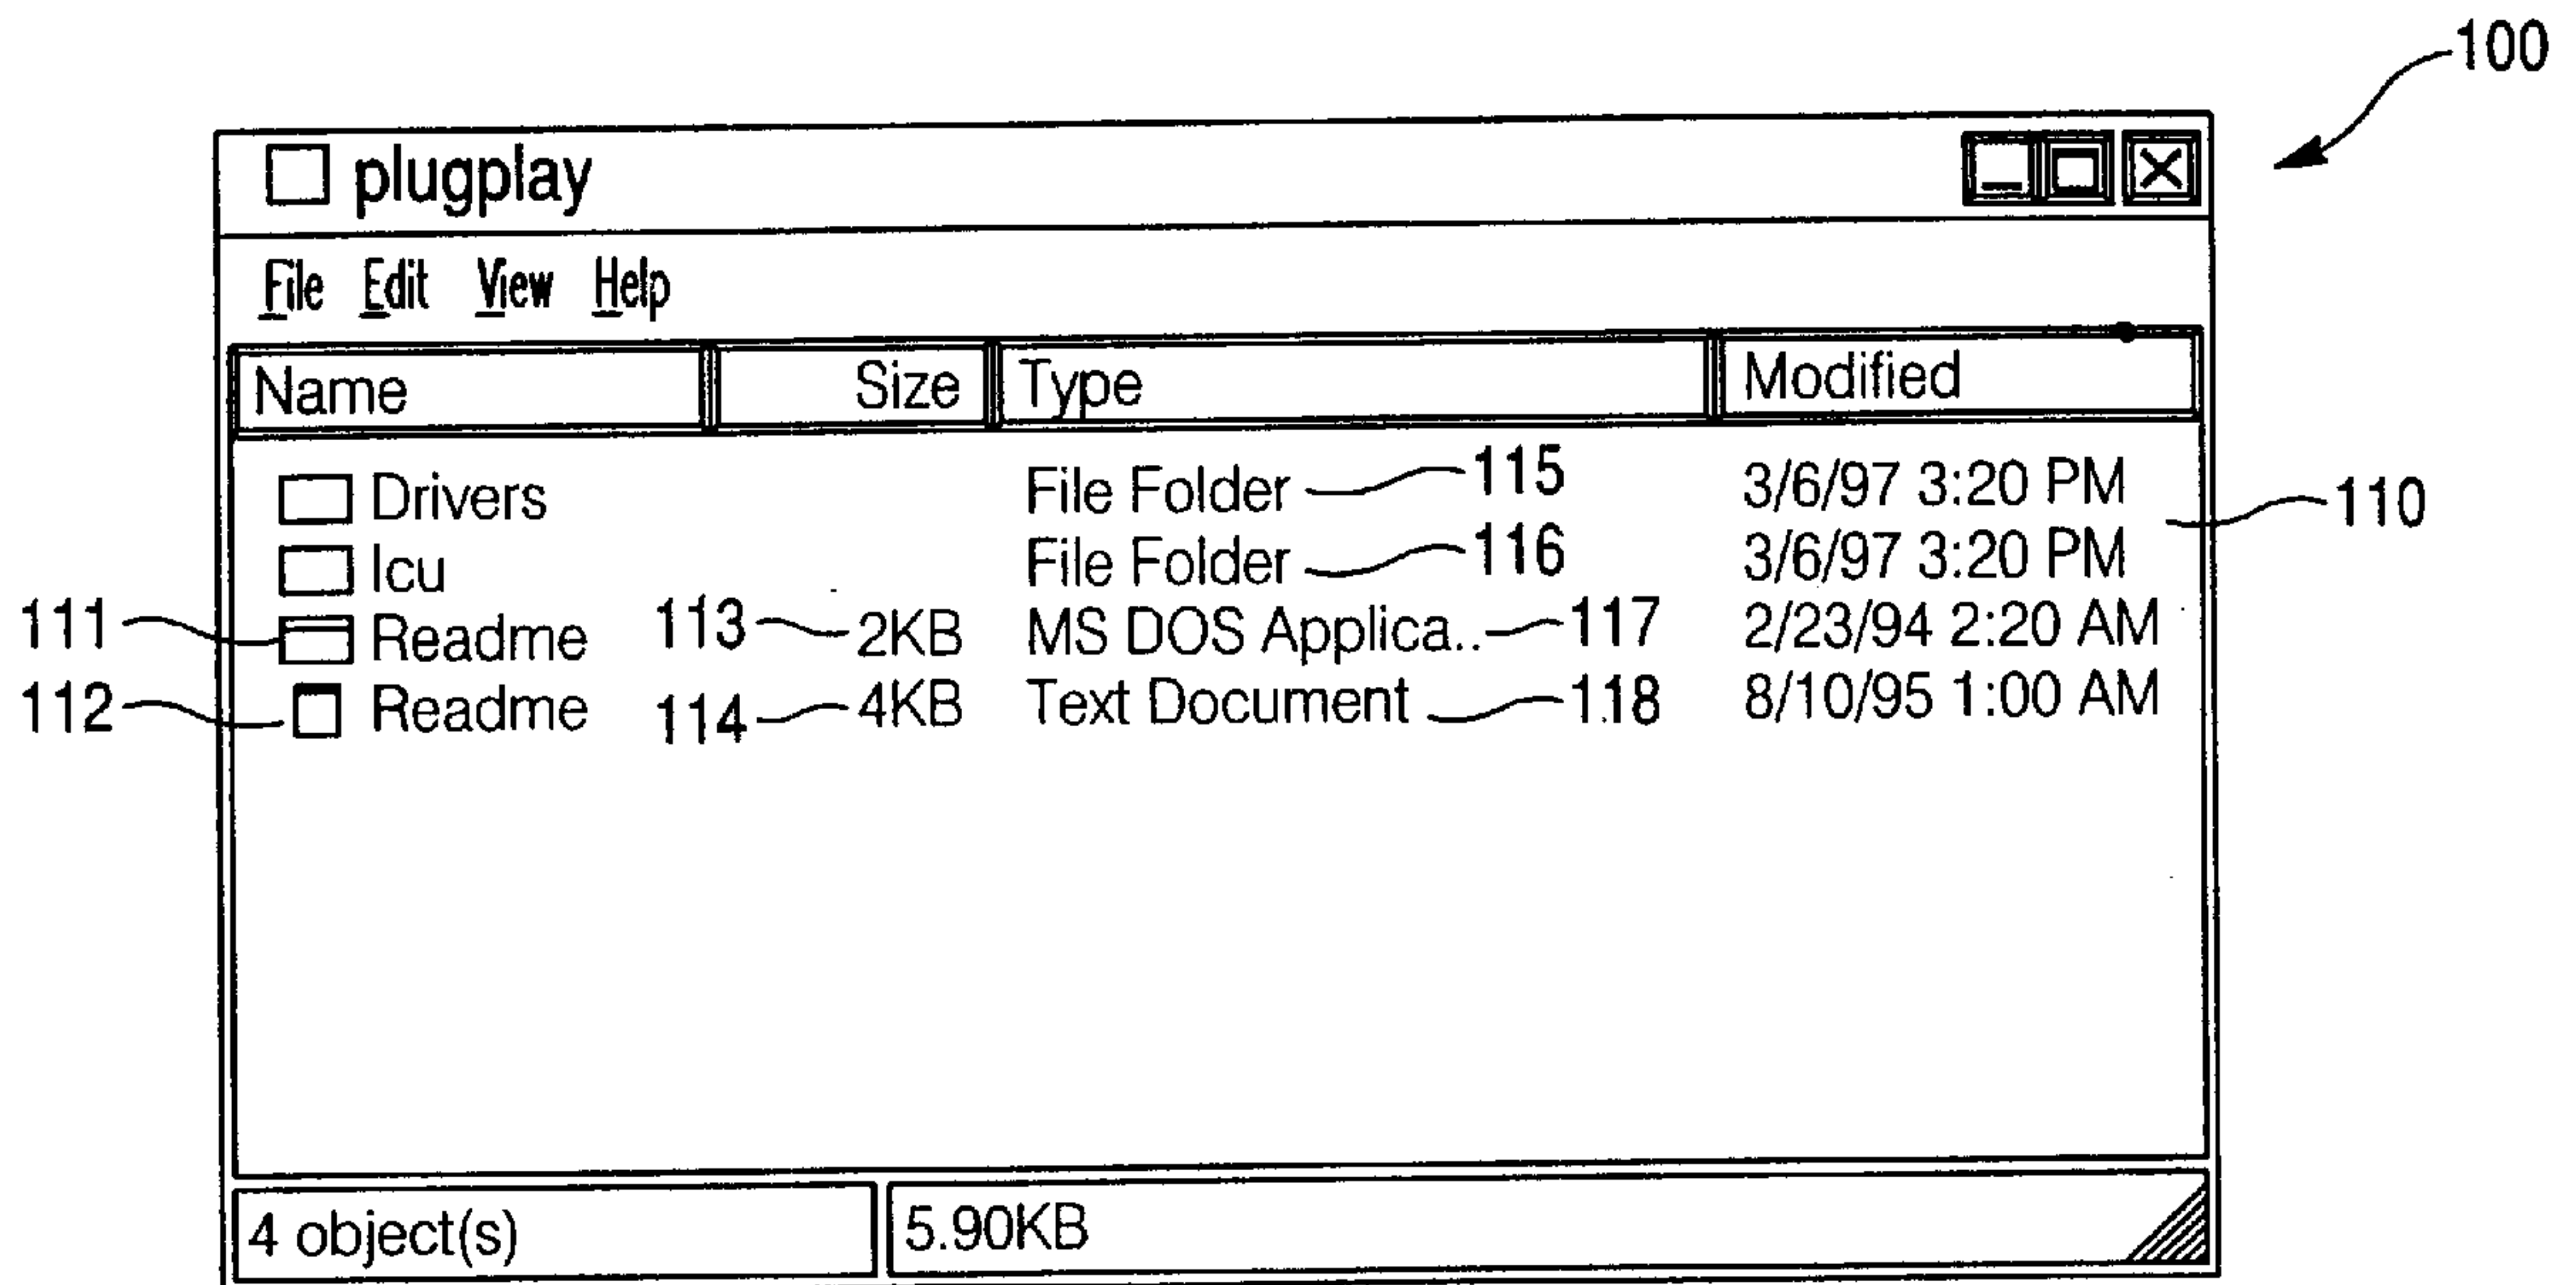 100
plugplay
File Edit View Help
Name Size Type Modified
Drivers File Folder 115 3/6/97 3:20 PM 110
Icu File Folder 116 3/6/97 3:20 PM
111 Readme 113 2KB MS DOS Applica.. 117 2/23/94 2:20 AM
112 Readme 114 4KB Text Document 118 8/10/95 1:00 AM
4 object(s) 5.90KB